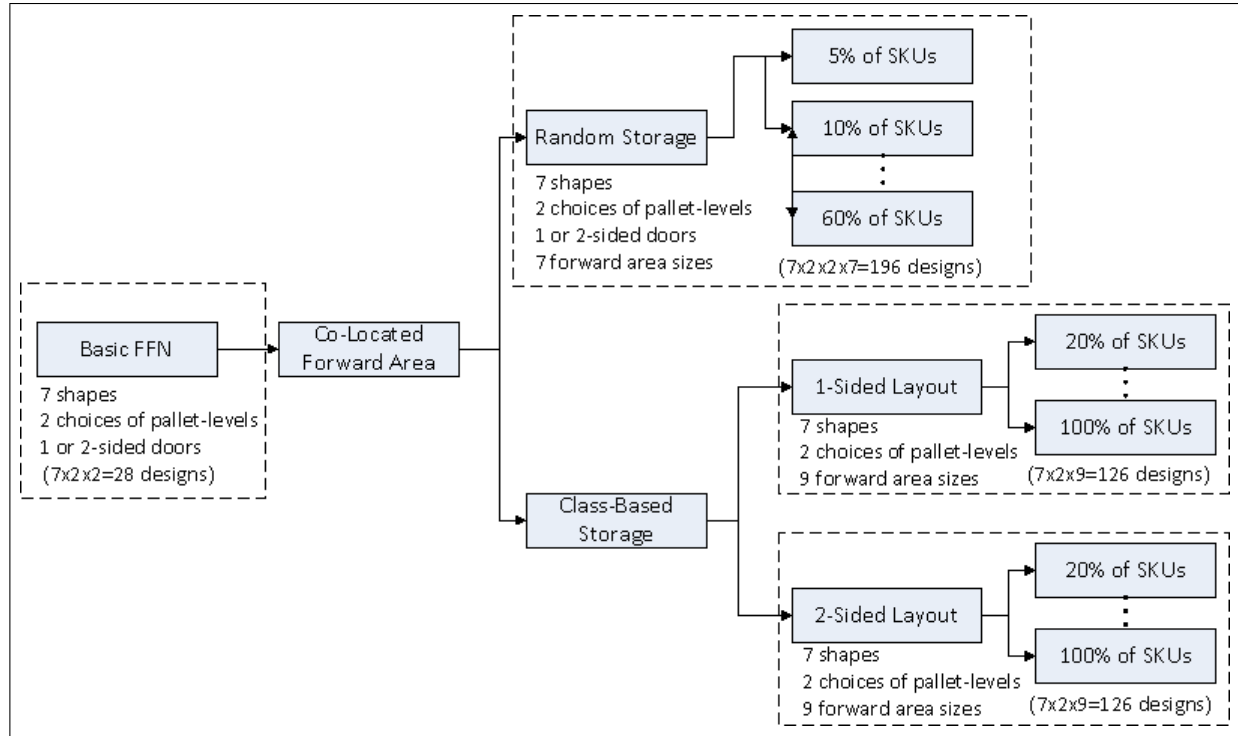 Basic FFN
7 shapes
2 choices of pallet-levels
1 or 2-sided doors
(7x2x2=28 designs)
Co-Located
Forward Area
Random Storage
7 shapes
2 choices of pallet-levels
1 or 2-sided doors
7 forward area sizes
5% of SKUs
10% of SKUs
60% of SKUs
(7x2x2x7=196 designs)
Class-Based
Storage
1-Sided Layout
7 shapes
2 choices of pallet-levels
9 forward area sizes
20% of SKUs
100% of SKUs
(7x2x9=126 designs)
2-Sided Layout
7 shapes
2 choices of pallet-levels
9 forward area sizes
20% of SKUs
100% of SKUs
(7x2x9=126 designs)